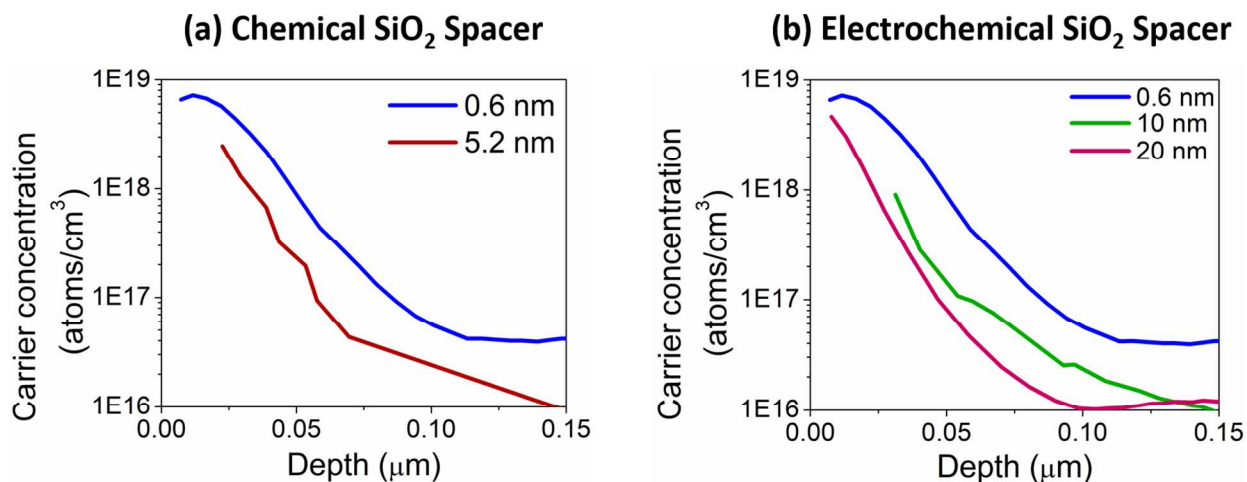 (a) Chemical SiO₂ Spacer
1E19
1E18
1E17
1E16
Carrier concentration
(atoms/cm³)
0.6 nm
5.2 nm
0.00
0.05
0.10
0.15
Depth (μm)
(b) Electrochemical SiO₂ Spacer
1E19
1E18
1E17
1E16
Carrier concentration
(atoms/cm³)
0.6 nm
10 nm
20 nm
0.00
0.05
0.10
0.15
Depth (μm)